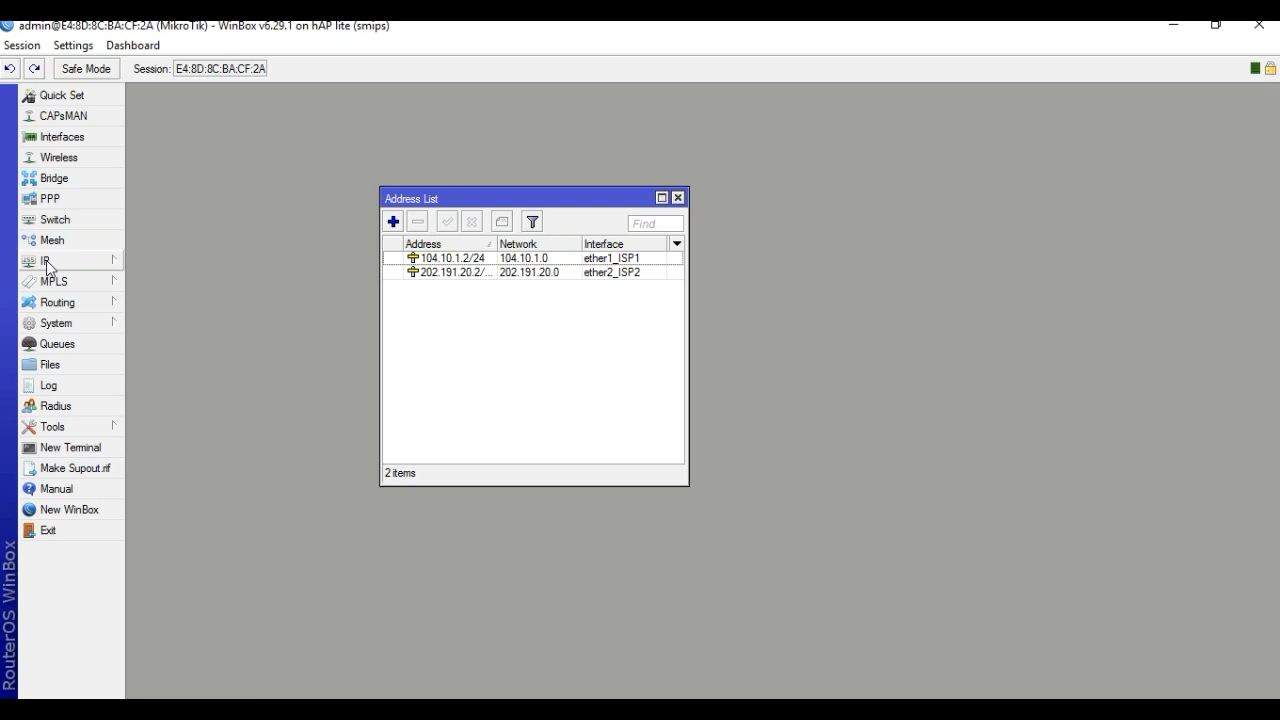 admin@E4:8D:8C:BA:CF:2A (MikroTik) - WinBox v6.29.1 on hAP lite (smips)
Session Settings Dashboard
Safe Mode Session: E4:8D:8C:BA:CF:2A
Quick Set
CAPsMAN
Interfaces
Wireless
Bridge
PPP
Switch
Mesh
IP
MPLS
Routing
System
Queues
Files
Log
Radius
Tools
New Terminal
Make Supout.rif
Manual
New WinBox
Exit
RouterOS WinBox
Address List
Find
Address Network Interface
104.10.1.2/24 104.10.1.0 ether1_ISP1
202.191.20.2/... 202.191.20.0 ether2_ISP2
2 items